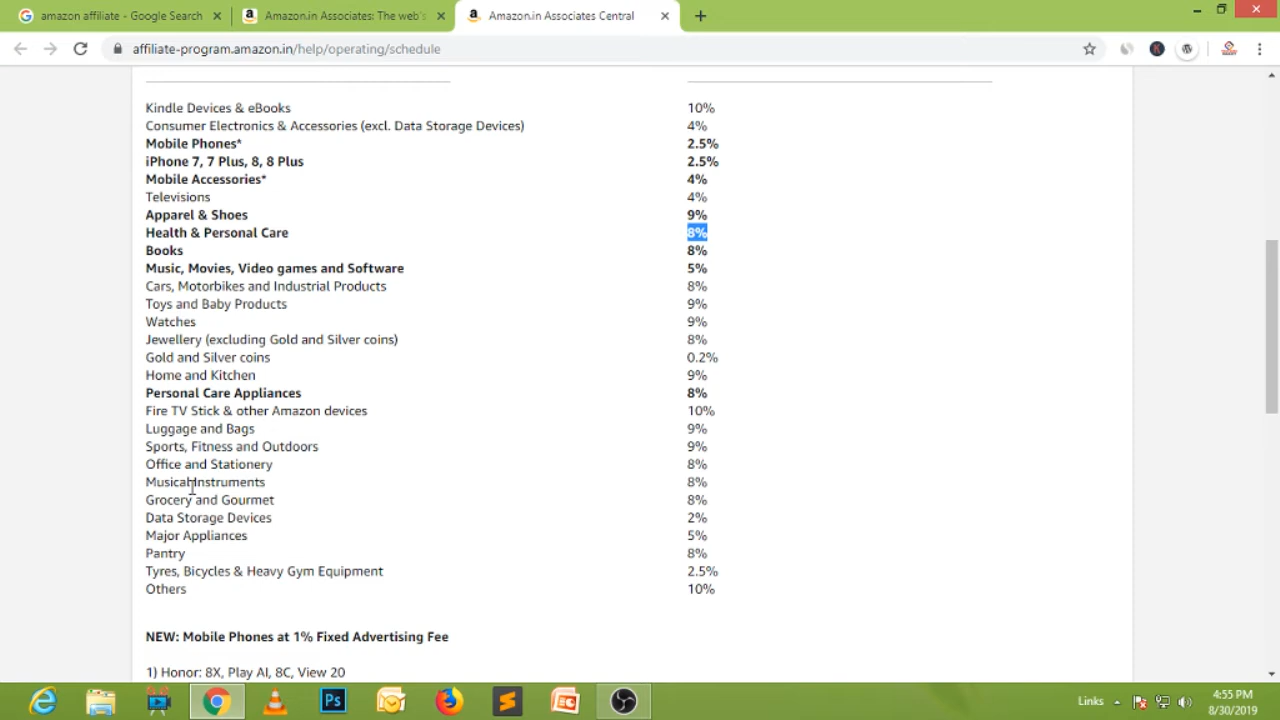 amazon affiliate - Google Search
Amazon.in Associates: The web's
Amazon.in Associates Central
affiliate-program.amazon.in/help/operating/schedule
Kindle Devices & eBooks 10%
Consumer Electronics & Accessories (excl. Data Storage Devices) 4%
Mobile Phones* 2.5%
iPhone 7, 7 Plus, 8, 8 Plus 2.5%
Mobile Accessories* 4%
Televisions 4%
Apparel & Shoes 9%
Health & Personal Care 8%
Books 8%
Music, Movies, Video games and Software 5%
Cars, Motorbikes and Industrial Products 8%
Toys and Baby Products 9%
Watches 9%
Jewellery (excluding Gold and Silver coins) 8%
Gold and Silver coins 0.2%
Home and Kitchen 9%
Personal Care Appliances 8%
Fire TV Stick & other Amazon devices 10%
Luggage and Bags 9%
Sports, Fitness and Outdoors 9%
Office and Stationery 8%
Musical Instruments 8%
Grocery and Gourmet 8%
Data Storage Devices 2%
Major Appliances 5%
Pantry 8%
Tyres, Bicycles & Heavy Gym Equipment 2.5%
Others 10%
NEW: Mobile Phones at 1% Fixed Advertising Fee
1) Honor: 8X, Play AI, 8C, View 20
Ps
Links
4:55 PM
8/30/2019